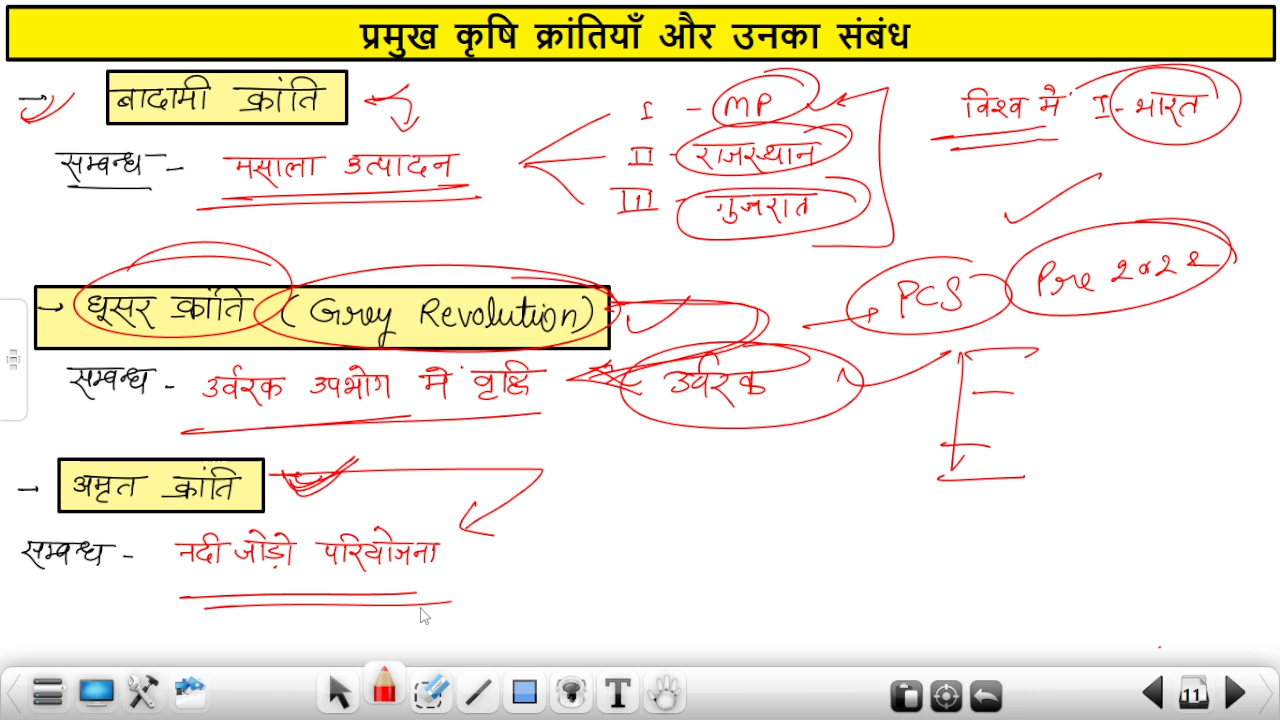 प्रमुख कृषि क्रांतियाँ और उनका संबंध
→ बादामी क्रांति
सम्बन्ध - मसाला उत्पादन
I - MP
II - राजस्थान
III गुजरात
विश्व मे I - भारत
→ धूसर क्रांति (Grey Revolution)
सम्बन्ध - उर्वरक उपभोग मे वृद्धि
उर्वरक
→ PCS Pre
→ अमृत क्रांति
सम्बन्ध - नदी जोड़ो परियोजना
T
11